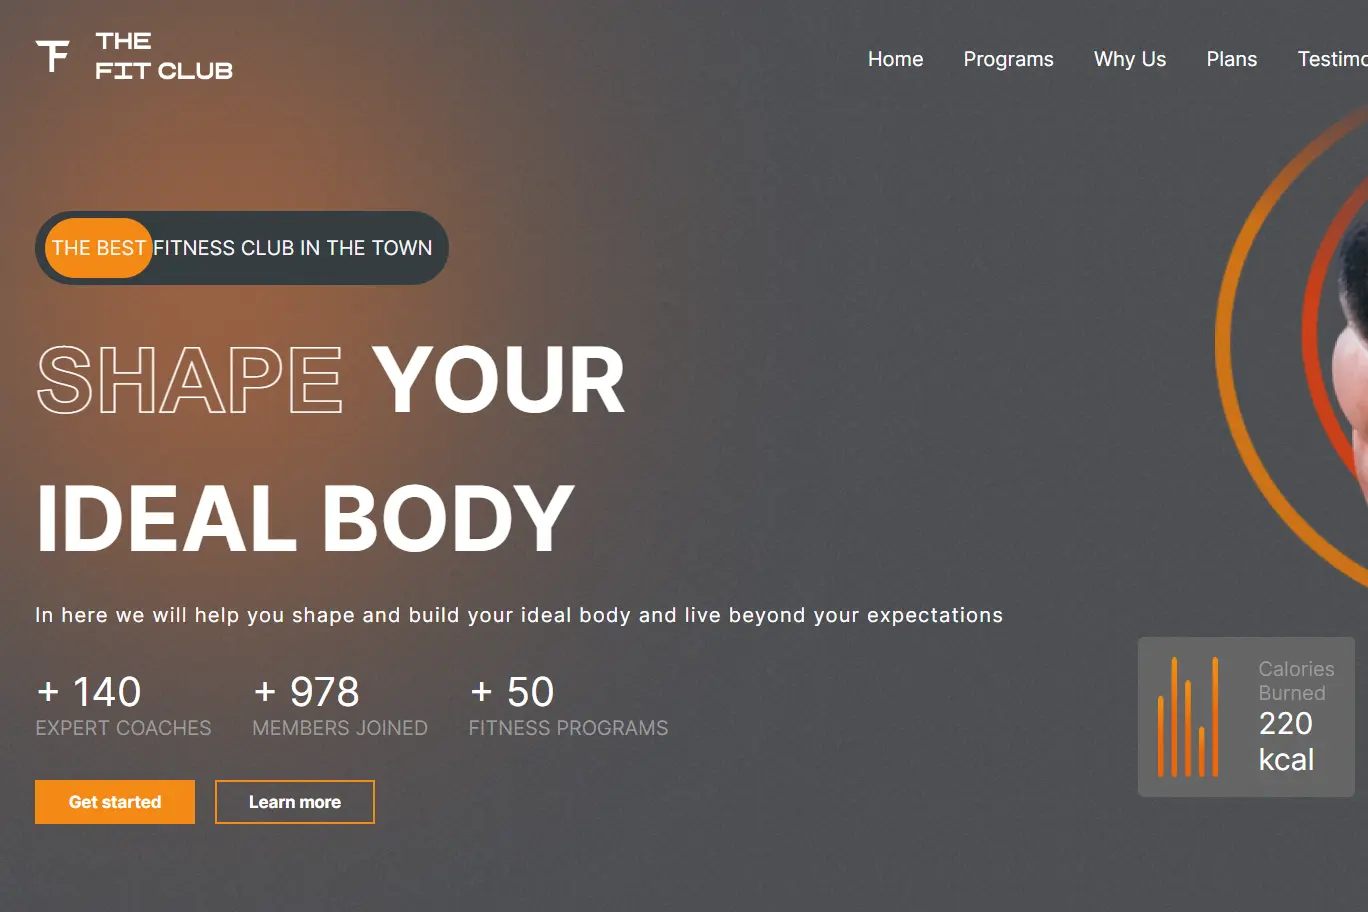 THE
FIT CLUB
Home Programs Why Us Plans Testimo
THE BEST FITNESS CLUB IN THE TOWN
SHAPE YOUR
IDEAL BODY
In here we will help you shape and build your ideal body and live beyond your expectations
+ 140 + 978 + 50
EXPERT COACHES MEMBERS JOINED FITNESS PROGRAMS
Get started Learn more
Calories
Burned
220
kcal